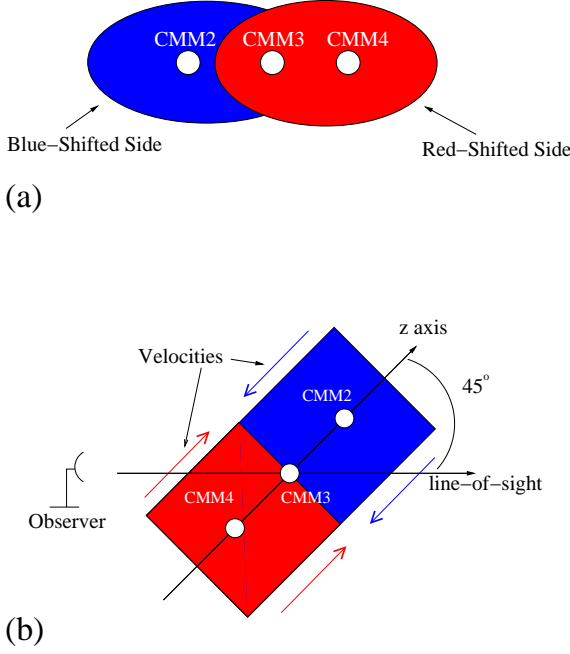 CMM2 CMM3 CMM4
Blue−Shifted Side
Red−Shifted Side
(a)
z axis
Velocities
45°
CMM2
line−of−sight
CMM4 CMM3
Observer
(b)